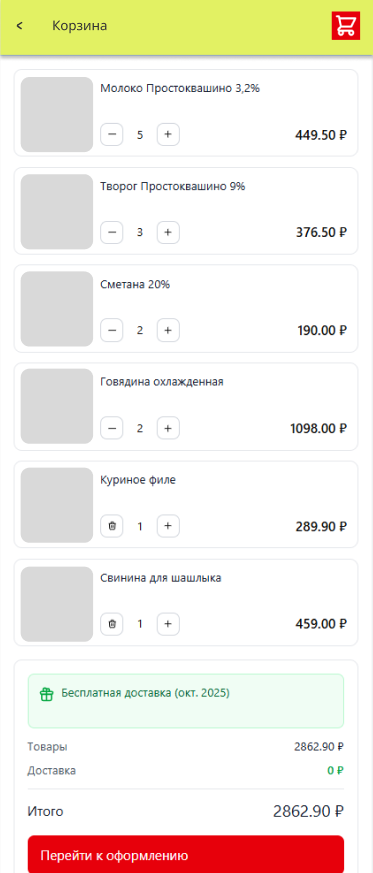 <  Корзина
Молоко Простоквашино 3,2%
− 5 + 449.50 ₽
Творог Простоквашино 9%
− 3 + 376.50 ₽
Сметана 20%
− 2 + 190.00 ₽
Говядина охлажденная
− 2 + 1098.00 ₽
Куриное филе
1 + 289.90 ₽
Свинина для шашлыка
1 + 459.00 ₽
Бесплатная доставка (окт. 2025)
Товары 2862.90 ₽
Доставка 0 ₽
Итого 2862.90 ₽
Перейти к оформлению